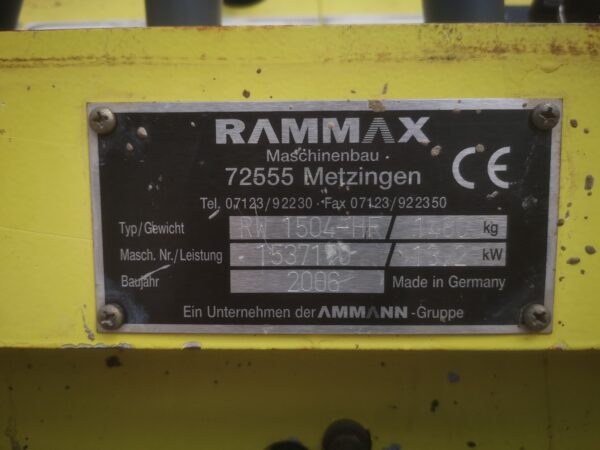 RAMMAX
Maschinenbau
72555 Metzingen
CE
Tel. 07123/92230 · Fax 07123/922350
Typ/Gewicht RW 1504-HF / kg
Masch. Nr./Leistung / kW
Baujahr 2006 Made in Germany
Ein Unternehmen der AMMANN-Gruppe